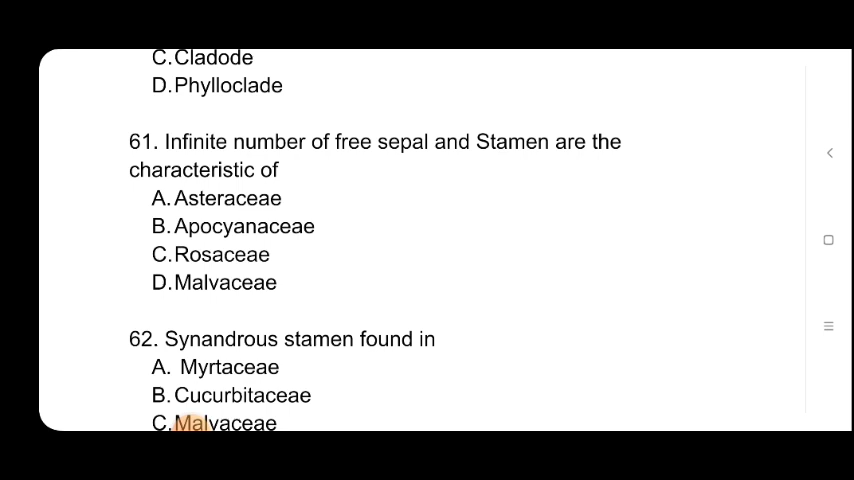 C.Cladode
D.Phylloclade
61. Infinite number of free sepal and Stamen are the
characteristic of
A.Asteraceae
B.Apocyanaceae
C.Rosaceae
D.Malvaceae
62. Synandrous stamen found in
A. Myrtaceae
B.Cucurbitaceae
C.Malvaceae